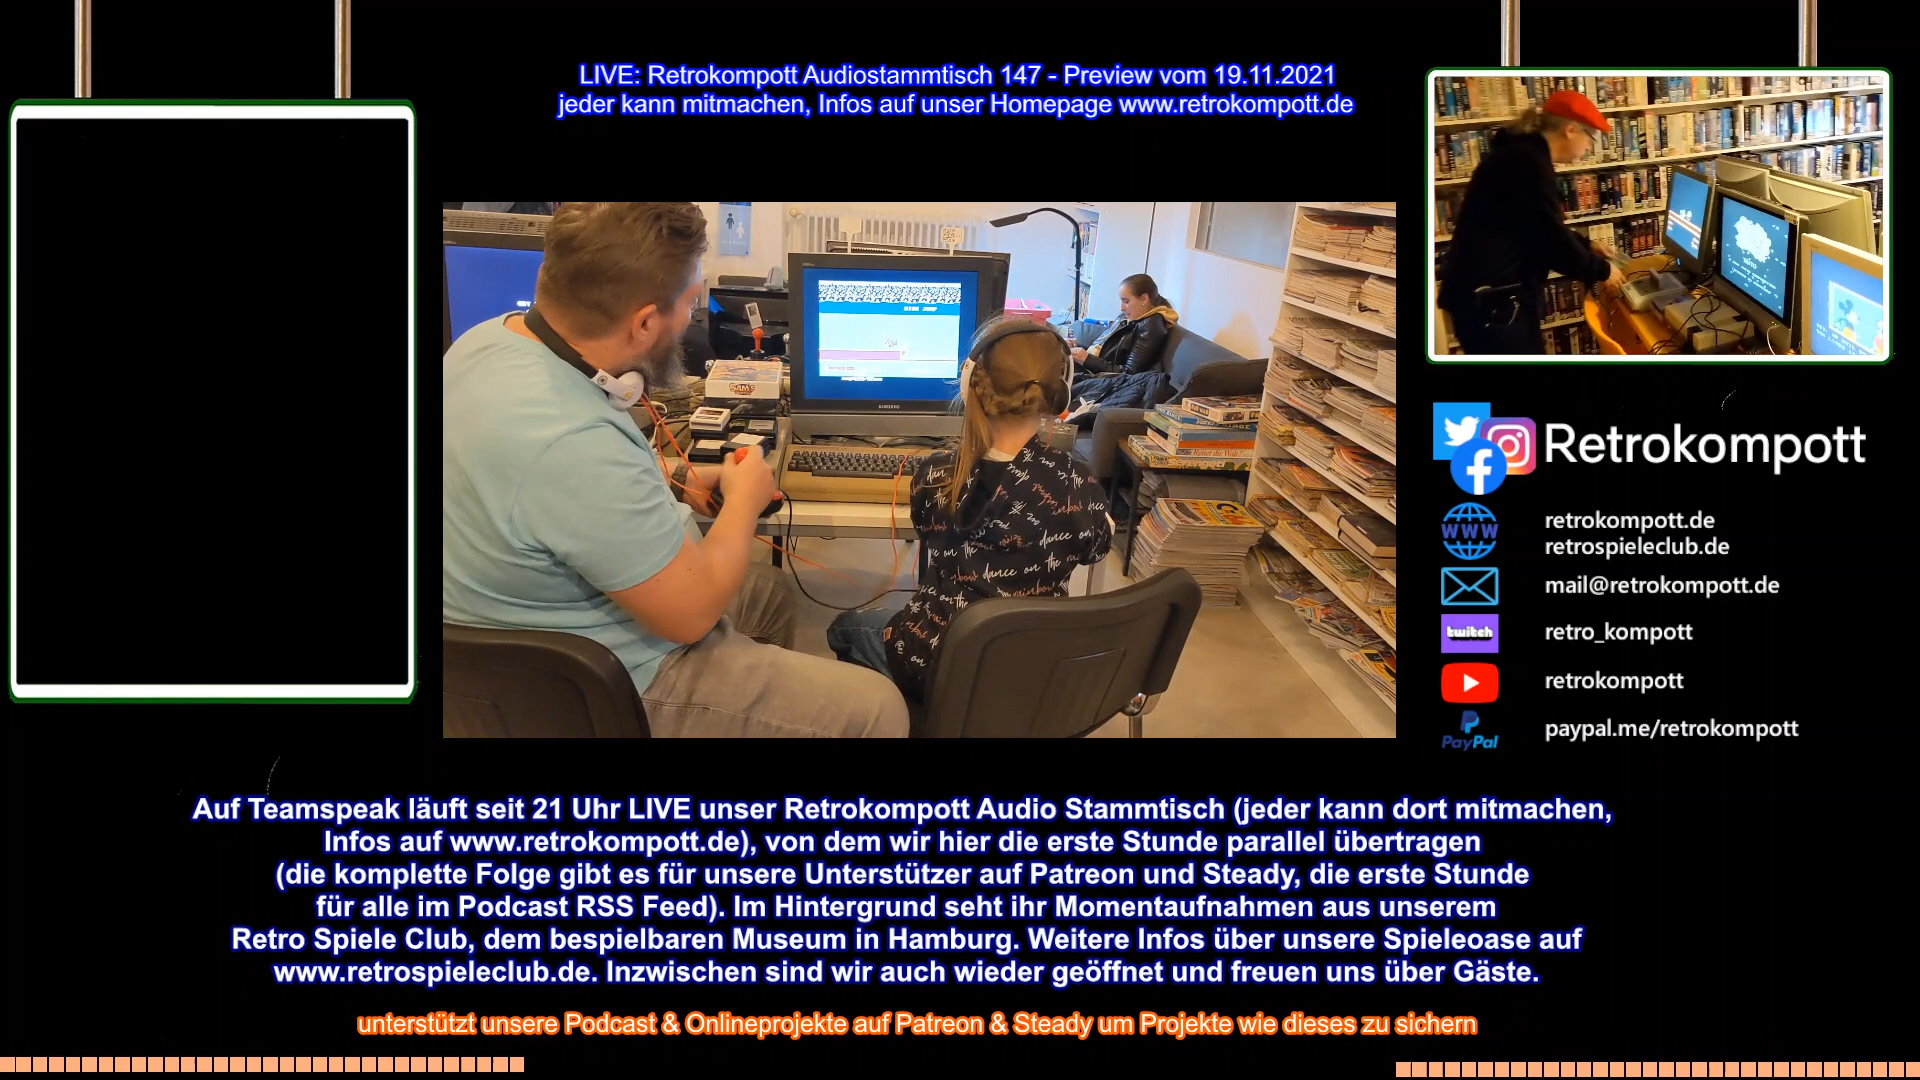 LIVE: Retrokompott Audiostammtisch 147 - Preview vom 19.11.2021
jeder kann mitmachen, Infos auf unser Homepage www.retrokompott.de
SAMSUNG
Retrokompott
www
retrokompott.de
retrospieleclub.de
mail@retrokompott.de
twitch
retro_kompott
retrokompott
PayPal
paypal.me/retrokompott
Auf Teamspeak läuft seit 21 Uhr LIVE unser Retrokompott Audio Stammtisch (jeder kann dort mitmachen,
Infos auf www.retrokompott.de), von dem wir hier die erste Stunde parallel übertragen
(die komplette Folge gibt es für unsere Unterstützer auf Patreon und Steady, die erste Stunde
für alle im Podcast RSS Feed). Im Hintergrund seht ihr Momentaufnahmen aus unserem
Retro Spiele Club, dem bespielbaren Museum in Hamburg. Weitere Infos über unsere Spieleoase auf
www.retrospieleclub.de. Inzwischen sind wir auch wieder geöffnet und freuen uns über Gäste.
unterstützt unsere Podcast & Onlineprojekte auf Patreon & Steady um Projekte wie dieses zu sichern